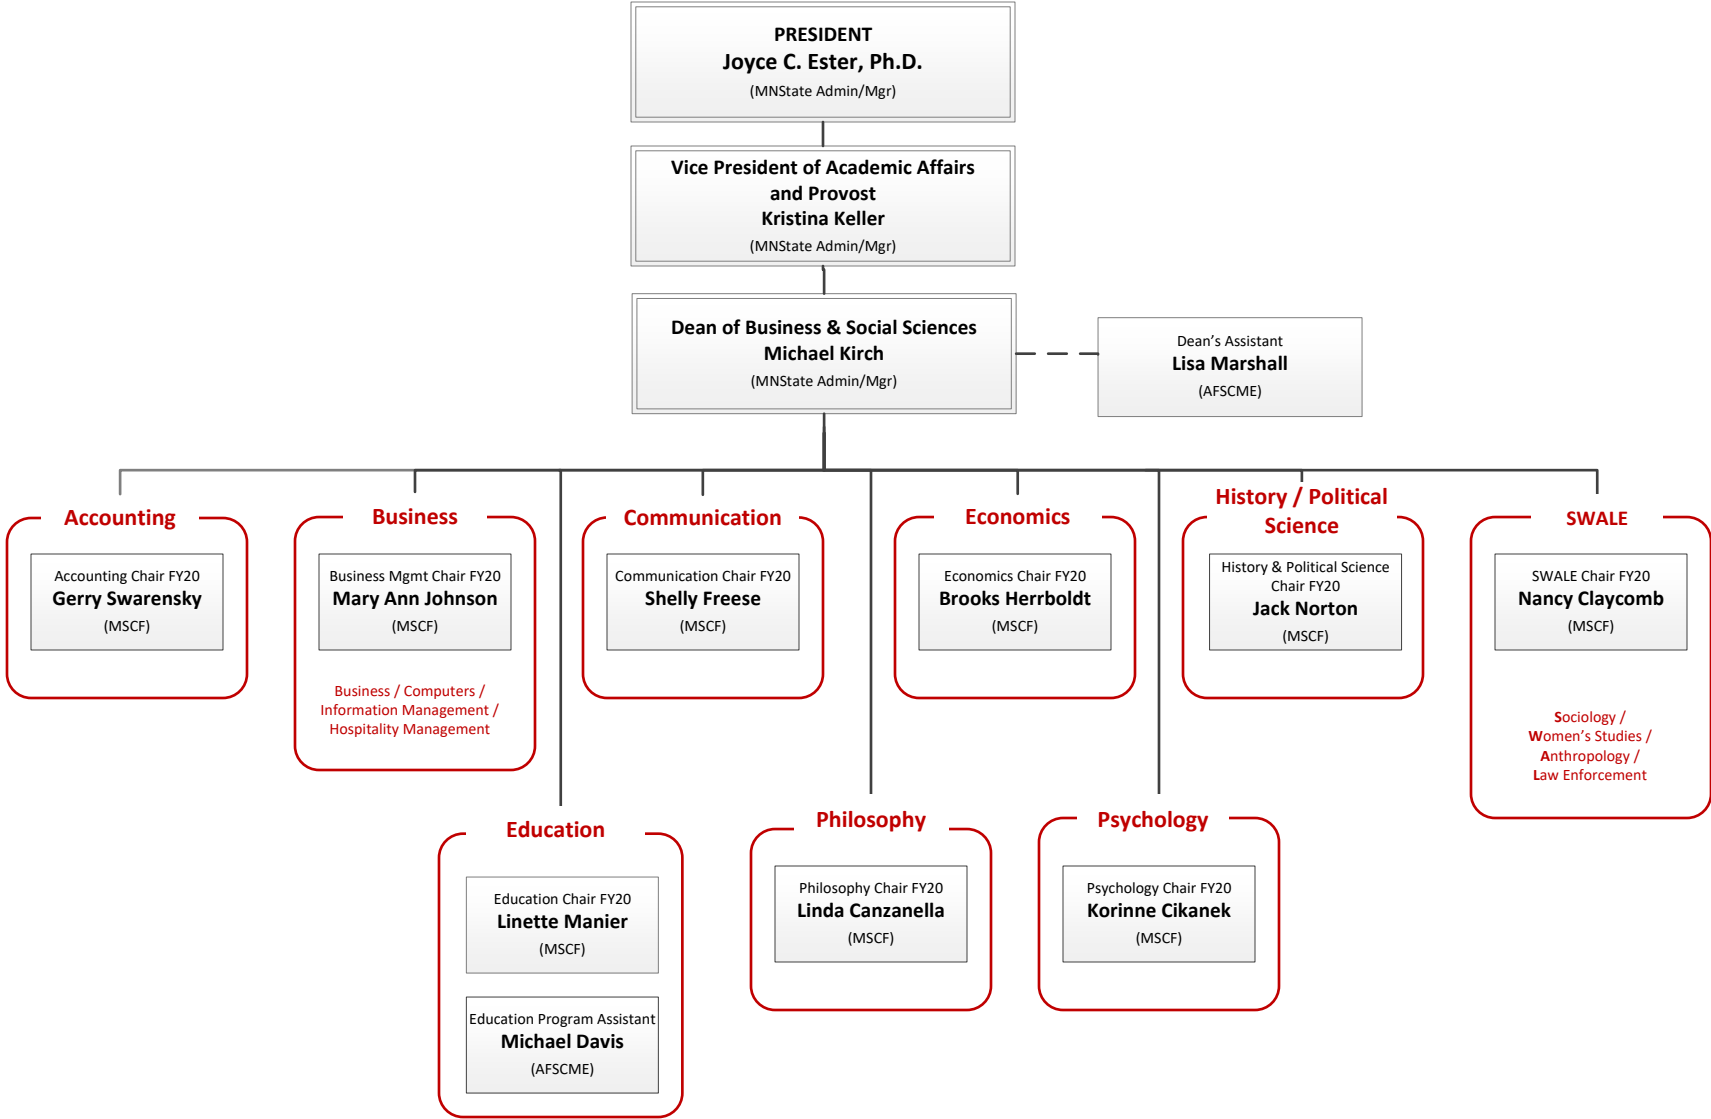 PRESIDENT
Joyce C. Ester, Ph.D.
(MNState Admin/Mgr)
Vice President of Academic Affairs
and Provost
Kristina Keller
(MNState Admin/Mgr)
Dean of Business & Social Sciences
Michael Kirch
(MNState Admin/Mgr)
Dean’s Assistant
Lisa Marshall
(AFSCME)
Accounting
Accounting Chair FY20
Gerry Swarensky
(MSCF)
Business
Business Mgmt Chair FY20
Mary Ann Johnson
(MSCF)
Business / Computers /
Information Management /
Hospitality Management
Communication
Communication Chair FY20
Shelly Freese
(MSCF)
Economics
Economics Chair FY20
Brooks Herrboldt
(MSCF)
History / Political
Science
History & Political Science
Chair FY20
Jack Norton
(MSCF)
SWALE
SWALE Chair FY20
Nancy Claycomb
(MSCF)
Sociology /
Women’s Studies /
Anthropology /
Law Enforcement
Education
Education Chair FY20
Linette Manier
(MSCF)
Education Program Assistant
Michael Davis
(AFSCME)
Philosophy
Philosophy Chair FY20
Linda Canzanella
(MSCF)
Psychology
Psychology Chair FY20
Korinne Cikanek
(MSCF)